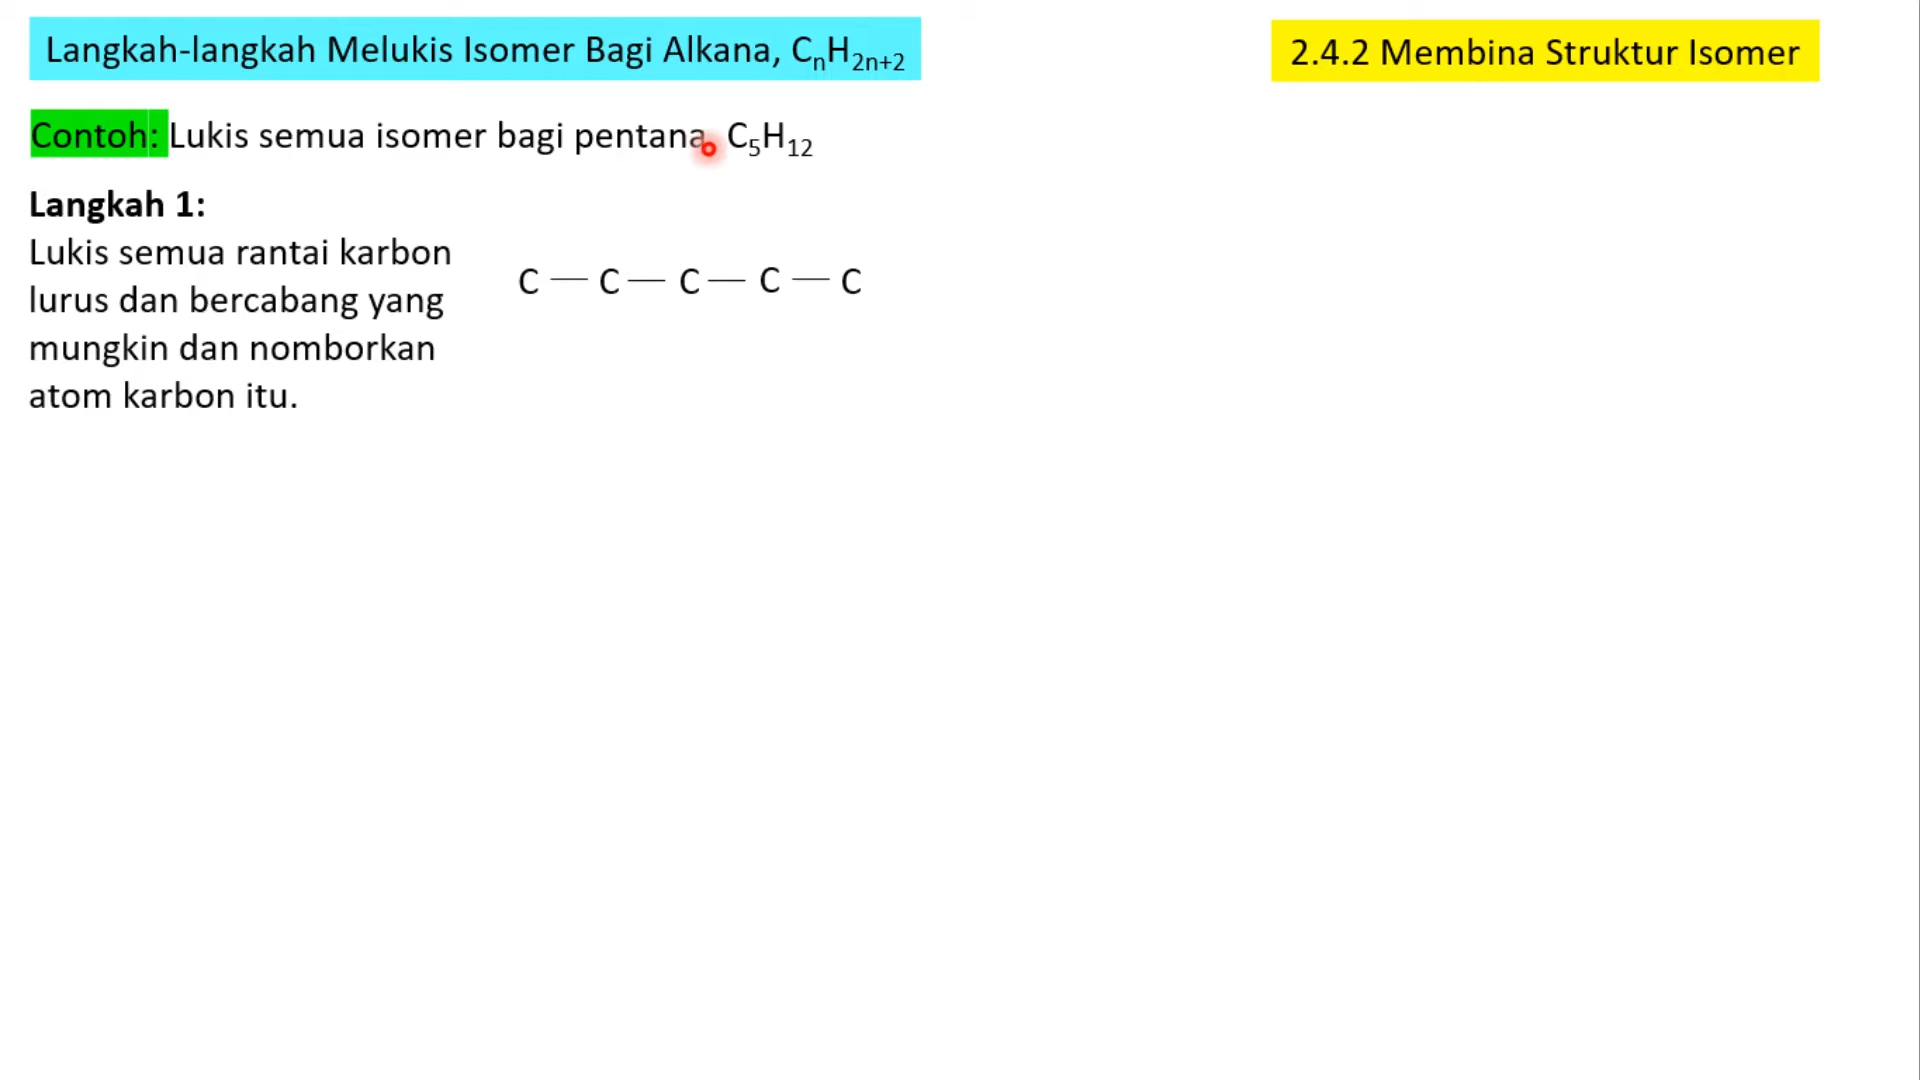 Langkah-langkah Melukis Isomer Bagi Alkana, CₙH₂ₙ₊₂
2.4.2 Membina Struktur Isomer
Contoh: Lukis semua isomer bagi pentana, C₅H₁₂
Langkah 1:
Lukis semua rantai karbon
lurus dan bercabang yang
mungkin dan nomborkan
atom karbon itu.
C — C — C — C — C